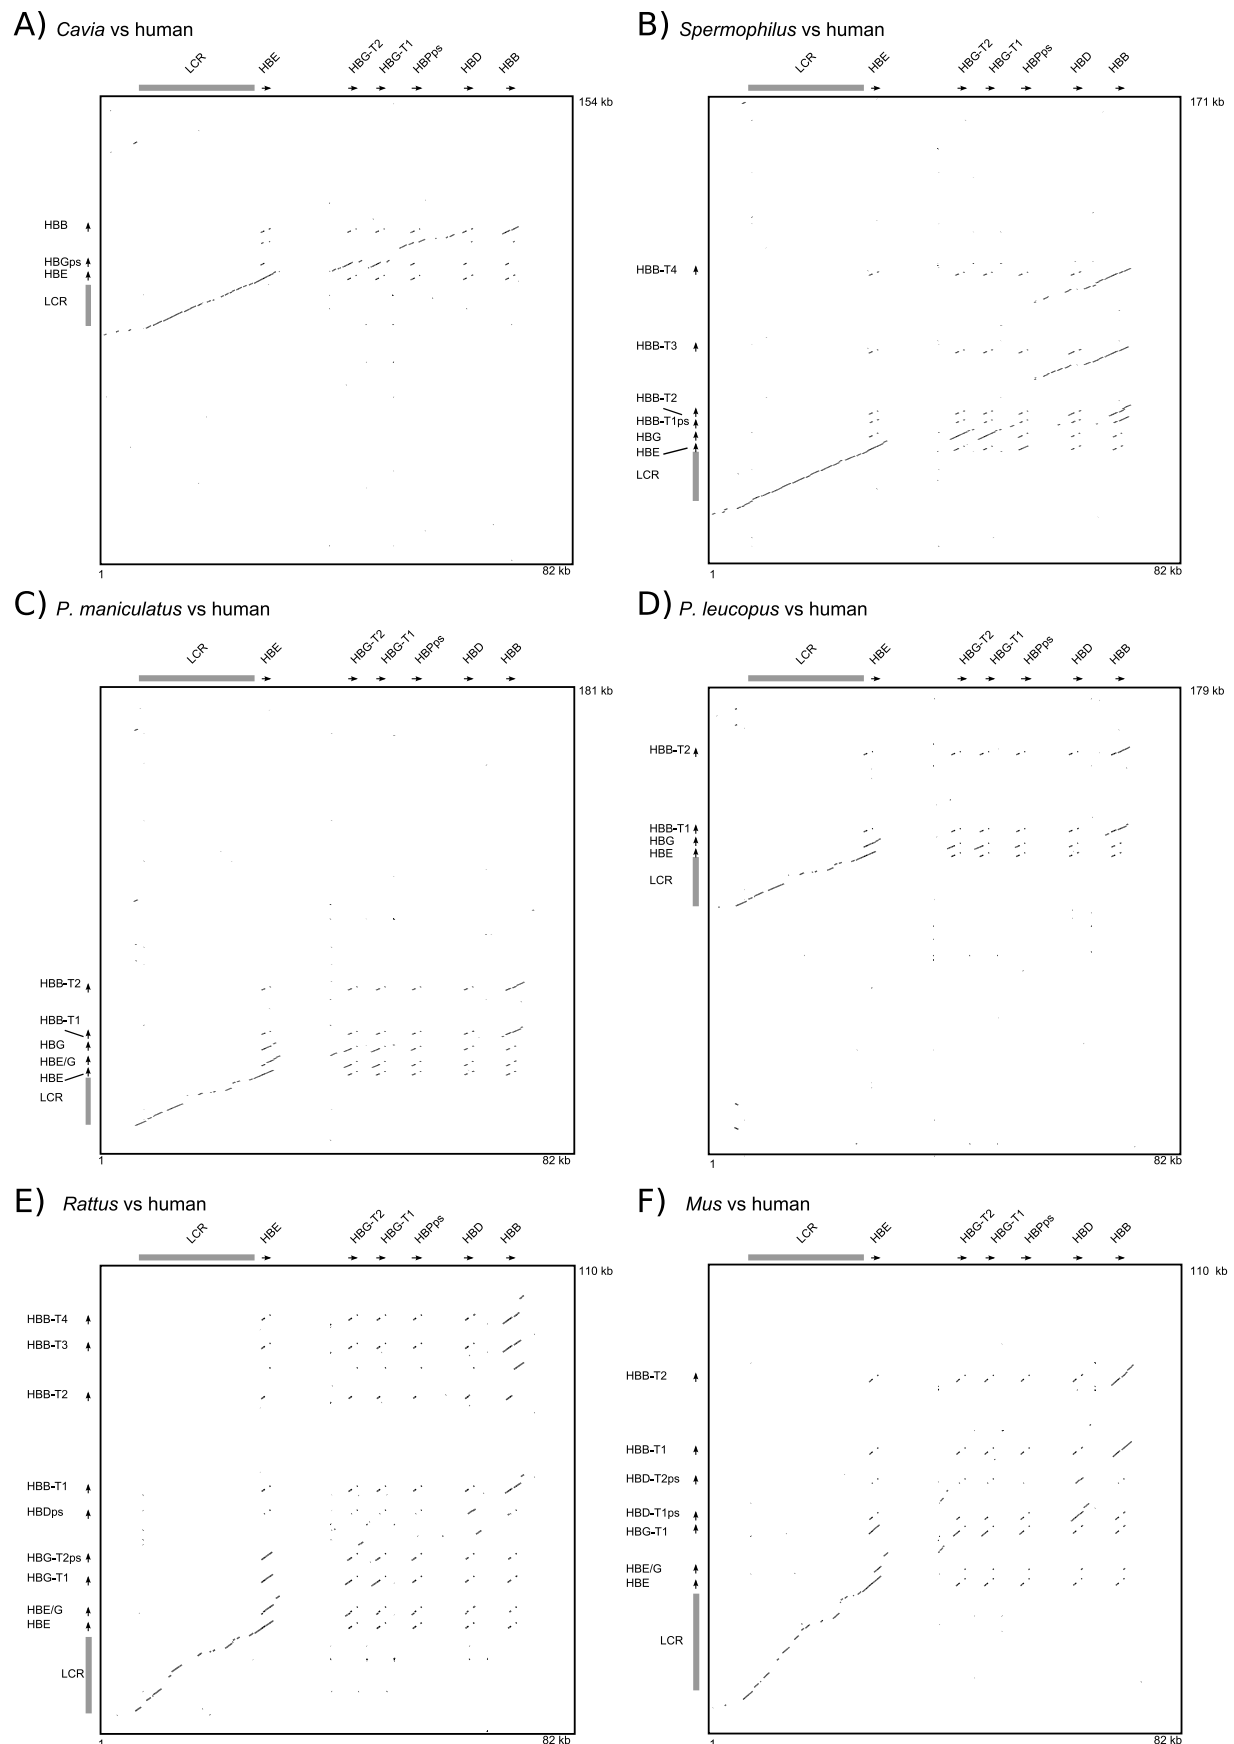 A) Cavia vs human
LCR
HBE
HBG-T2
HBG-T1
HBPps
HBD
HBB
154 kb
HBB
HBGps
HBE
LCR
1
82 kb
B) Spermophilus vs human
LCR
HBE
HBG-T2
HBG-T1
HBPps
HBD
HBB
171 kb
HBB-T4
HBB-T3
HBB-T2
HBB-T1ps
HBG
HBE
LCR
1
82 kb
C) P. maniculatus vs human
LCR
HBE
HBG-T2
HBG-T1
HBPps
HBD
HBB
181 kb
HBB-T2
HBB-T1
HBG
HBE/G
HBE
LCR
1
82 kb
D) P. leucopus vs human
LCR
HBE
HBG-T2
HBG-T1
HBPps
HBD
HBB
179 kb
HBB-T2
HBB-T1
HBG
HBE
LCR
1
82 kb
E) Rattus vs human
LCR
HBE
HBG-T2
HBG-T1
HBPps
HBD
HBB
110 kb
HBB-T4
HBB-T3
HBB-T2
HBB-T1
HBDps
HBG-T2ps
HBG-T1
HBE/G
HBE
LCR
1
82 kb
F) Mus vs human
LCR
HBE
HBG-T2
HBG-T1
HBPps
HBD
HBB
110 kb
HBB-T2
HBB-T1
HBD-T2ps
HBD-T1ps
HBG-T1
HBE/G
HBE
LCR
1
82 kb